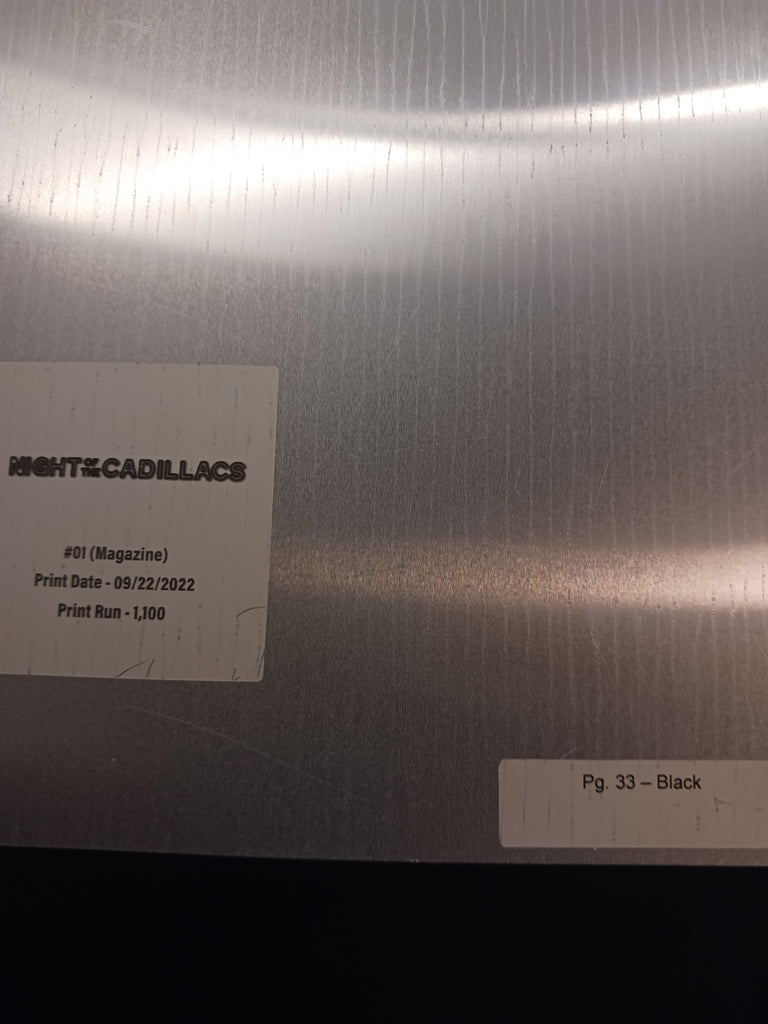 NIGHT OF THE CADILLACS
#01 (Magazine)
Print Date - 09/22/2022
Print Run - 1,100
Pg. 33 – Black